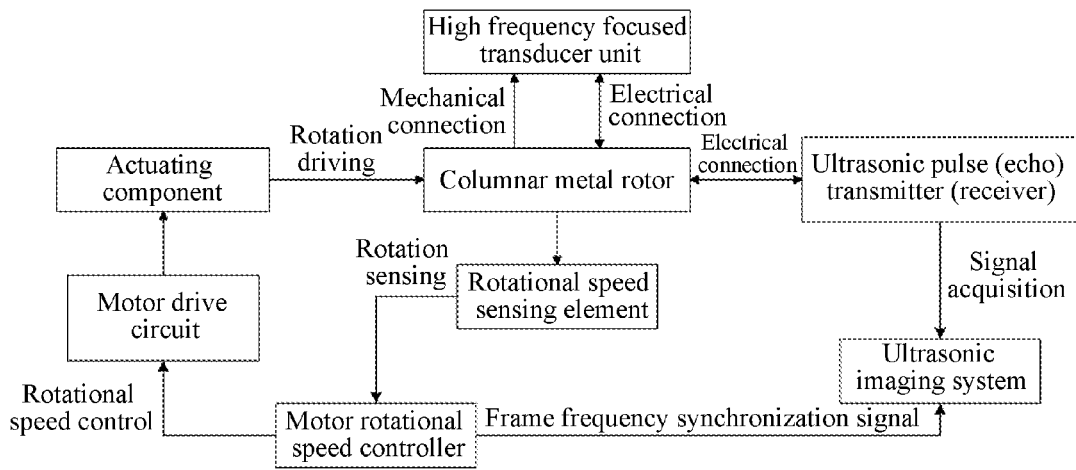 High frequency focused
transducer unit
Mechanical
connection
Electrical
connection
Rotation
driving
Electrical
connection
Actuating
component
Columnar metal rotor
Ultrasonic pulse (echo)
transmitter (receiver)
Rotation
sensing
Rotational speed
sensing element
Signal
acquisition
Motor drive
circuit
Ultrasonic
imaging system
Rotational
speed control
Motor rotational
speed controller
Frame frequency synchronization signal